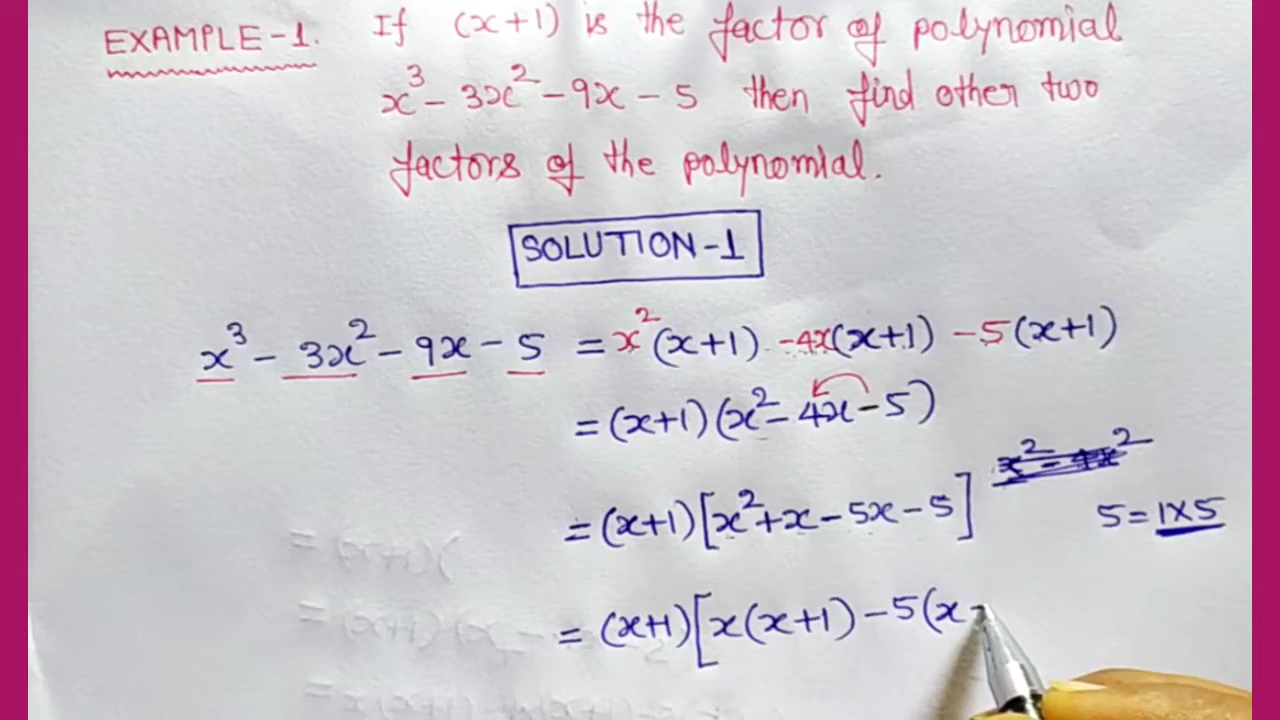 EXAMPLE-1. If (x+1) is the factor of polynomial
x³ - 3x² - 9x - 5 then find other two
factors of the polynomial.
SOLUTION-1
x³ - 3x² - 9x - 5 = x²(x+1) -4x(x+1) -5(x+1)
= (x+1)(x² - 4x - 5)
= (x+1)[x² + x - 5x - 5]
5 = 1×5
= (x+1)[x(x+1) - 5(x